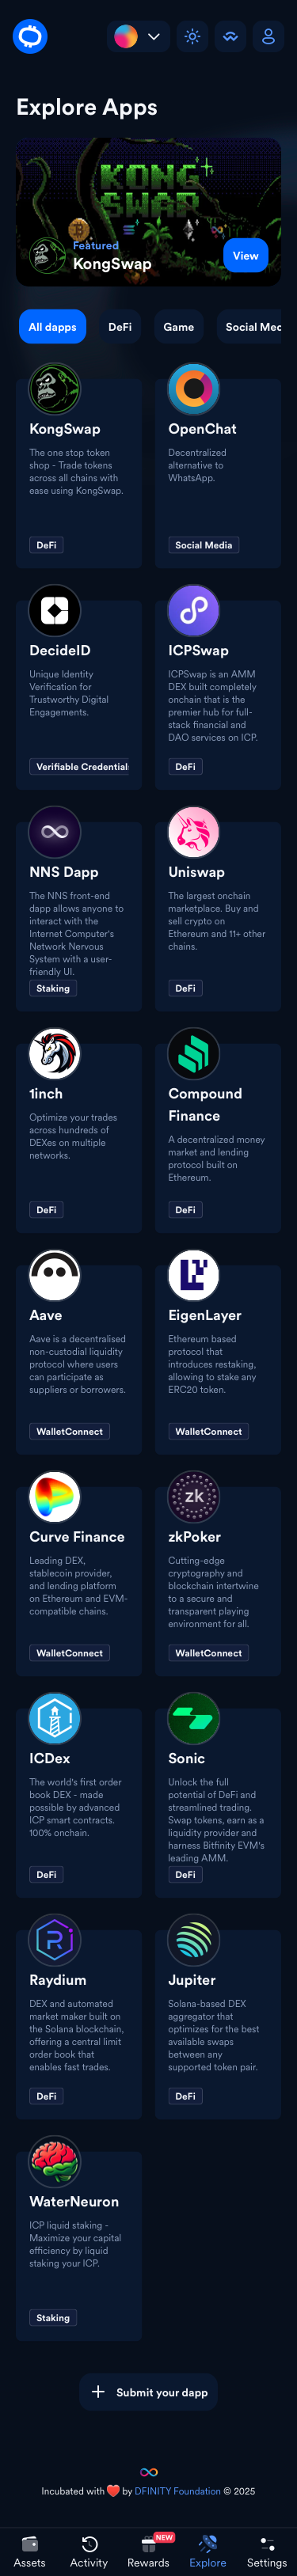 Explore Apps
KONG
SWAP
Featured
KongSwap
View
All dapps
DeFi
Game
Social Med
KongSwap
The one stop token
shop - Trade tokens
across all chains with
ease using KongSwap.
DeFi
OpenChat
Decentralized
alternative to
WhatsApp.
Social Media
DecideID
Unique Identity
Verification for
Trustworthy Digital
Engagements.
Verifiable Credentials
ICPSwap
ICPSwap is an AMM
DEX built completely
onchain that is the
premier hub for full-
stack financial and
DAO services on ICP.
DeFi
NNS Dapp
The NNS front-end
dapp allows anyone to
interact with the
Internet Computer's
Network Nervous
System with a user-
friendly UI.
Staking
Uniswap
The largest onchain
marketplace. Buy and
sell crypto on
Ethereum and 11+ other
chains.
DeFi
1inch
Optimize your trades
across hundreds of
DEXes on multiple
networks.
DeFi
Compound
Finance
A decentralized money
market and lending
protocol built on
Ethereum.
DeFi
Aave
Aave is a decentralised
non-custodial liquidity
protocol where users
can participate as
suppliers or borrowers.
WalletConnect
EigenLayer
Ethereum based
protocol that
introduces restaking,
allowing to stake any
ERC20 token.
WalletConnect
Curve Finance
Leading DEX,
stablecoin provider,
and lending platform
on Ethereum and EVM-
compatible chains.
WalletConnect
zk
zkPoker
Cutting-edge
cryptography and
blockchain intertwine
to a secure and
transparent playing
environment for all.
WalletConnect
ICDex
The world's first order
book DEX - made
possible by advanced
ICP smart contracts.
100% onchain.
DeFi
Sonic
Unlock the full
potential of DeFi and
streamlined trading.
Swap tokens, earn as a
liquidity provider and
harness Bitfinity EVM's
leading AMM.
DeFi
Raydium
DEX and automated
market maker built on
the Solana blockchain,
offering a central limit
order book that
enables fast trades.
DeFi
Jupiter
Solana-based DEX
aggregator that
optimizes for the best
available swaps
between any
supported token pair.
DeFi
WaterNeuron
ICP liquid staking -
Maximize your capital
efficiency by liquid
staking your ICP.
Staking
+ Submit your dapp
Incubated with ❤️ by DFINITY Foundation © 2025
NEW
Assets
Activity
Rewards
Explore
Settings